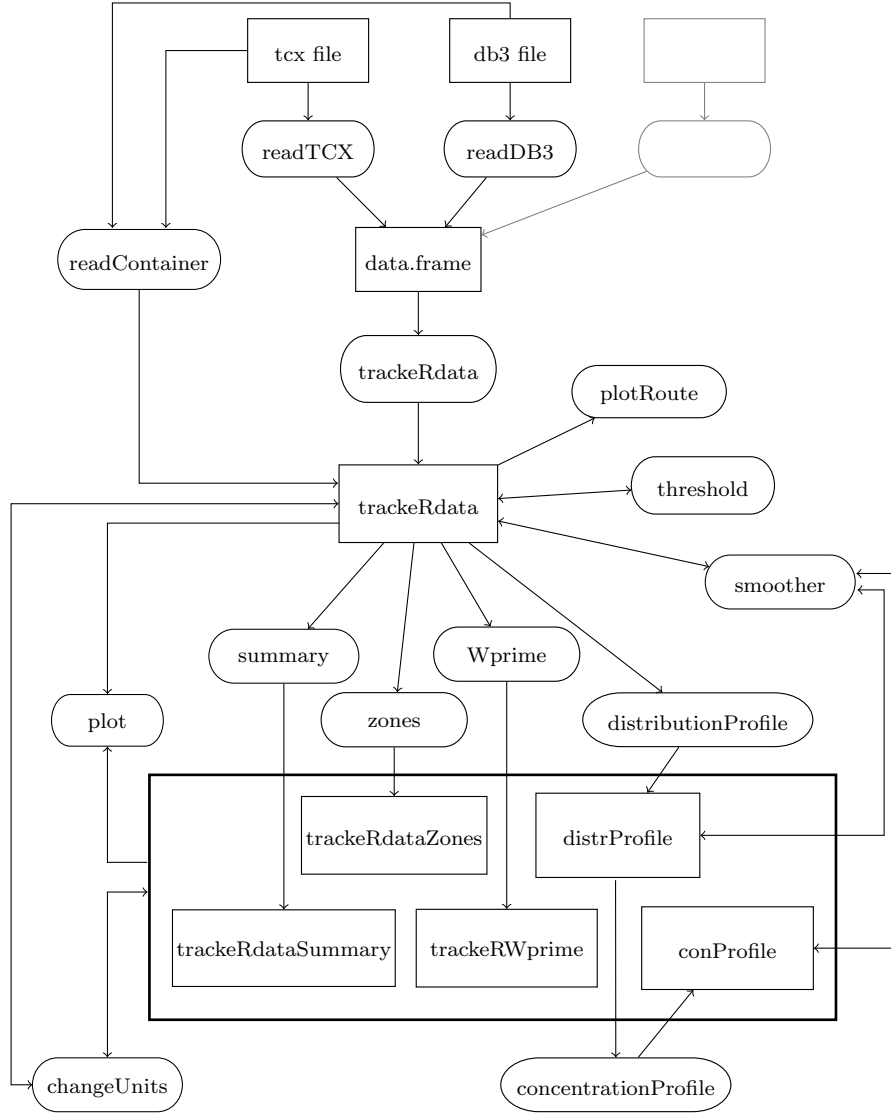 tcx file
db3 file
readTCX
readDB3
readContainer
data.frame
trackeRdata
plotRoute
trackeRdata
threshold
smoother
summary
Wprime
plot
zones
distributionProfile
trackeRdataZones
distrProfile
trackeRdataSummary
trackeRWprime
conProfile
changeUnits
concentrationProfile